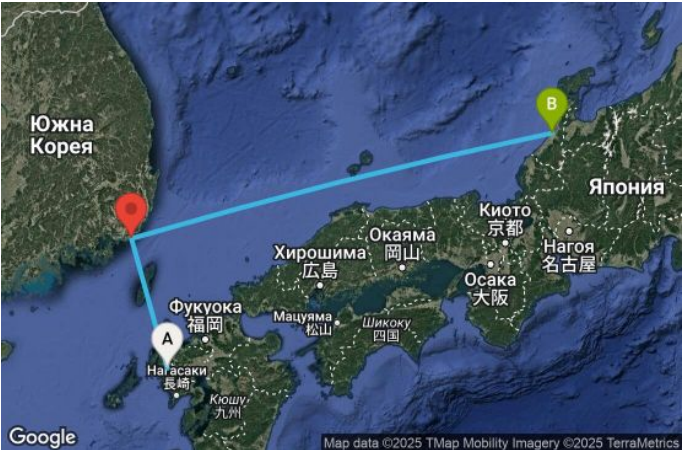 B
Южна
Корея
Япония
Киото
京都
Окаяма
岡山
Нагоя
名古屋
Хирошима
広島
Осака
大阪
Фукуока
福岡
Мацуяма
松山
Шикоку
四国
A
Нагасаки
長崎
Кюшу
九州
Google
Map data ©2025 TMap Mobility Imagery ©2025 TerraMetrics